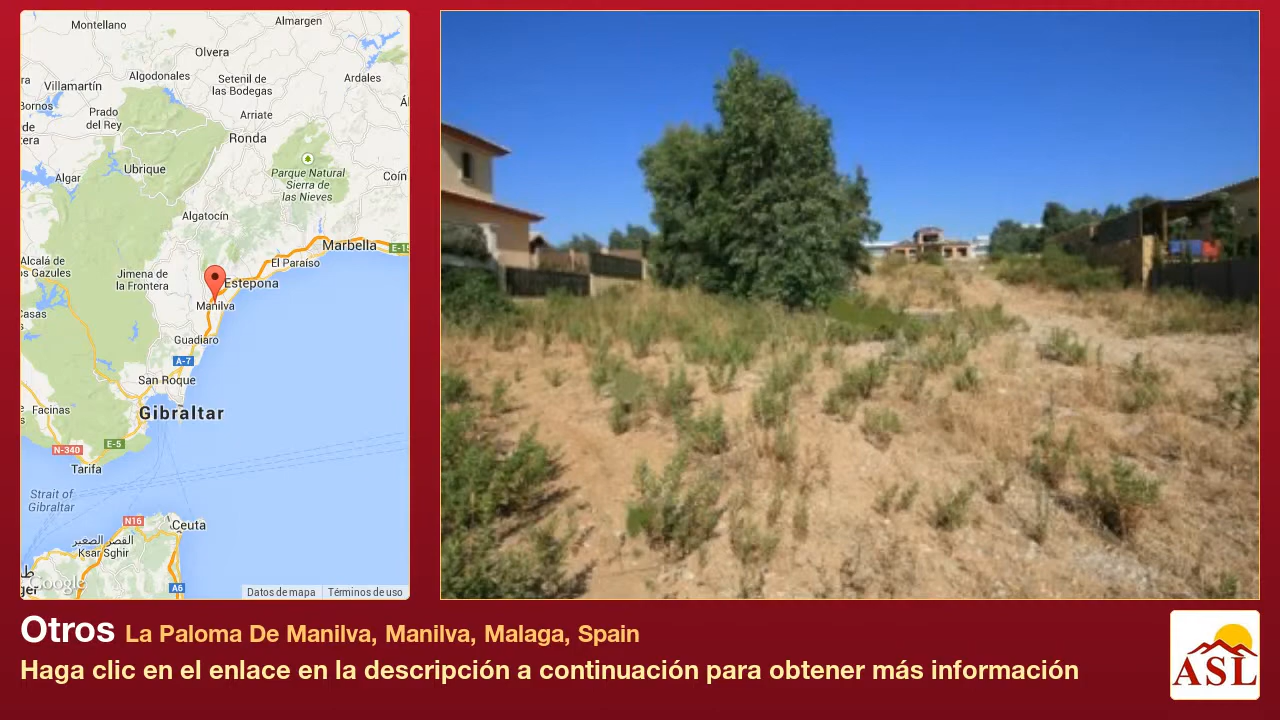 Montellano
Almargen
Olvera
Algodonales
Setenil de
las Bodegas
Ardales
Villamartín
Bornos
Prado
del Rey
Arriate
Ronda
Ubrique
Algar
Parque Natural
Sierra de
las Nieves
Coín
Algatocín
Marbella
E-15
El Paraíso
Alcalá de
os Gazules
Jimena de
la Frontera
Estepona
Manilva
Casas
Guadiaro
A-7
San Roque
Facinas
Gibraltar
N-340
E-5
Tarifa
Strait of
Gibraltar
N16
Ceuta
القصر الصغير
Ksar Sghir
Google
A6
Datos de mapa
Términos de uso
Otros La Paloma De Manilva, Manilva, Malaga, Spain
Haga clic en el enlace en la descripción a continuación para obtener más información
ASL